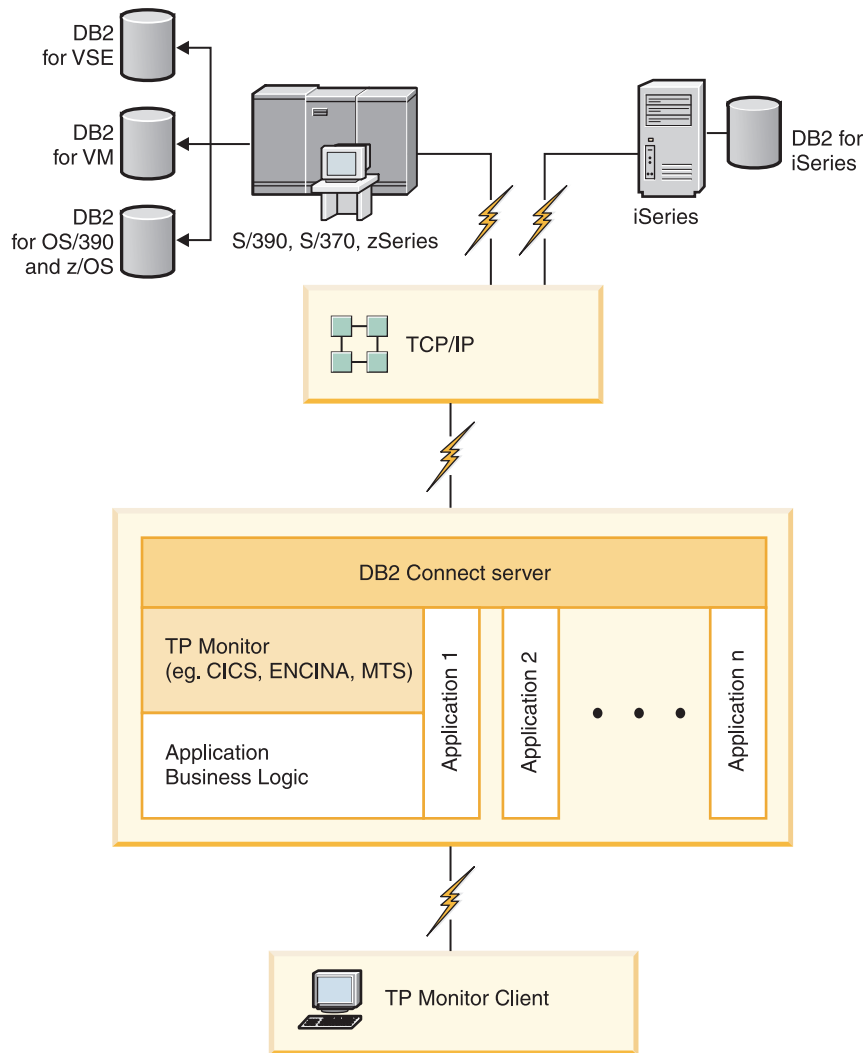 DB2
for VSE
DB2
for VM
DB2
for OS/390
and z/OS
S/390, S/370, zSeries
iSeries
DB2 for
iSeries
TCP/IP
DB2 Connect server
TP Monitor
(eg. CICS, ENCINA, MTS)
Application
Business Logic
Application 1
Application 2
Application n
TP Monitor Client